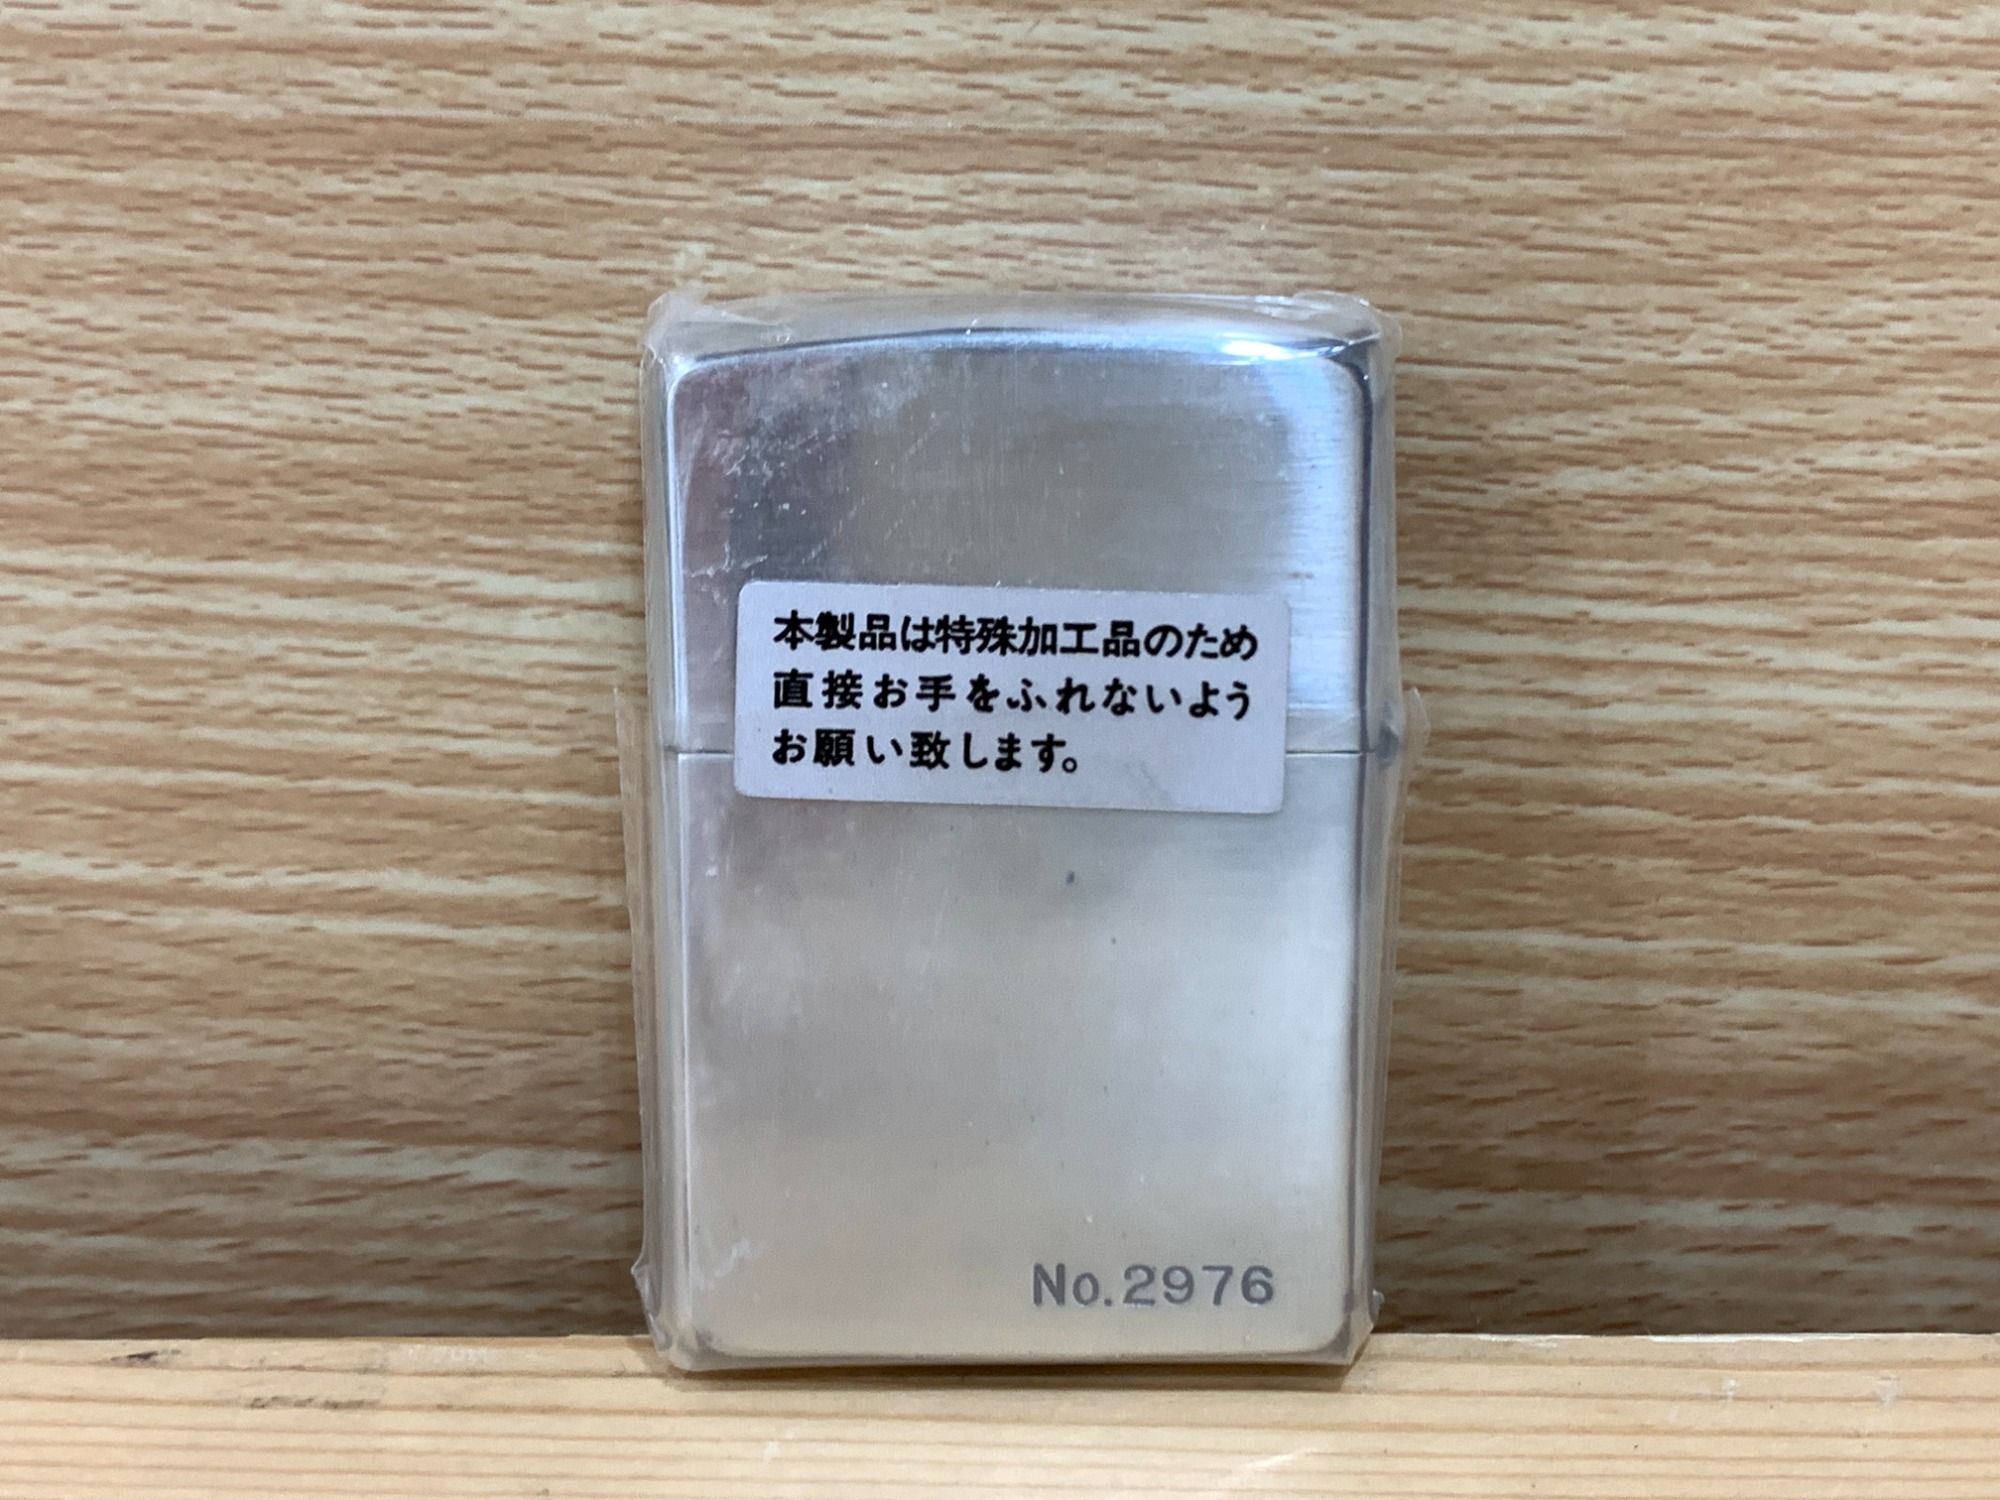 本製品は特殊加工品のため
直接お手をふれないよう
お願い致します。
No.2976